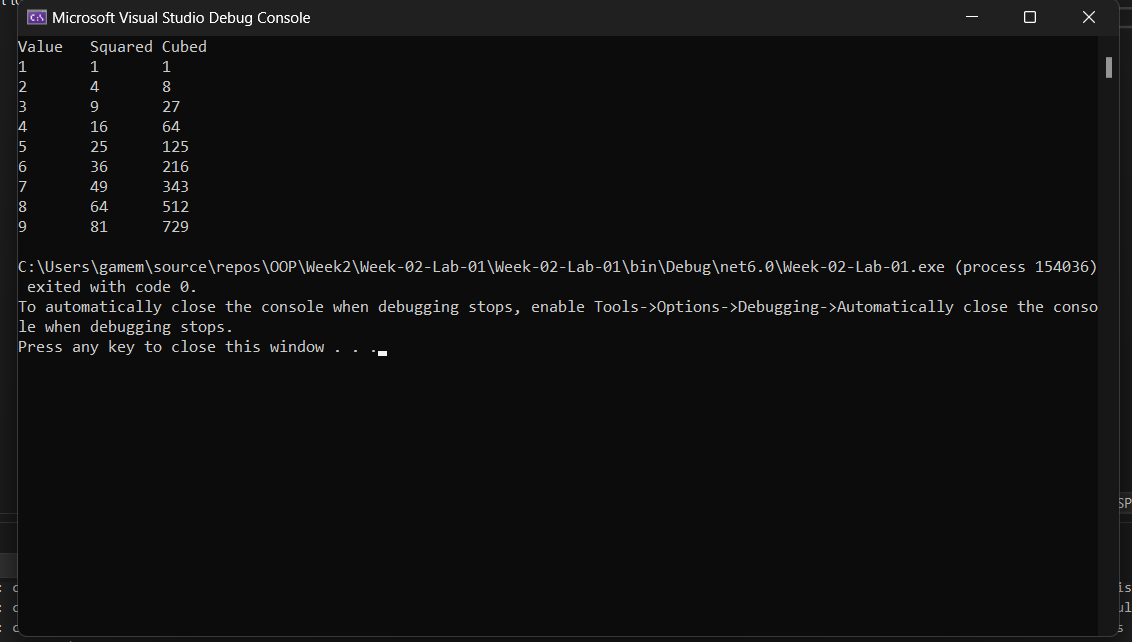 Microsoft Visual Studio Debug Console
Value Squared Cubed
1 1 1
2 4 8
3 9 27
4 16 64
5 25 125
6 36 216
7 49 343
8 64 512
9 81 729
C:\Users\gamem\source\repos\OOP\Week2\Week-02-Lab-01\Week-02-Lab-01\bin\Debug\net6.0\Week-02-Lab-01.exe (process 154036)
exited with code 0.
To automatically close the console when debugging stops, enable Tools->Options->Debugging->Automatically close the conso
le when debugging stops.
Press any key to close this window . . .